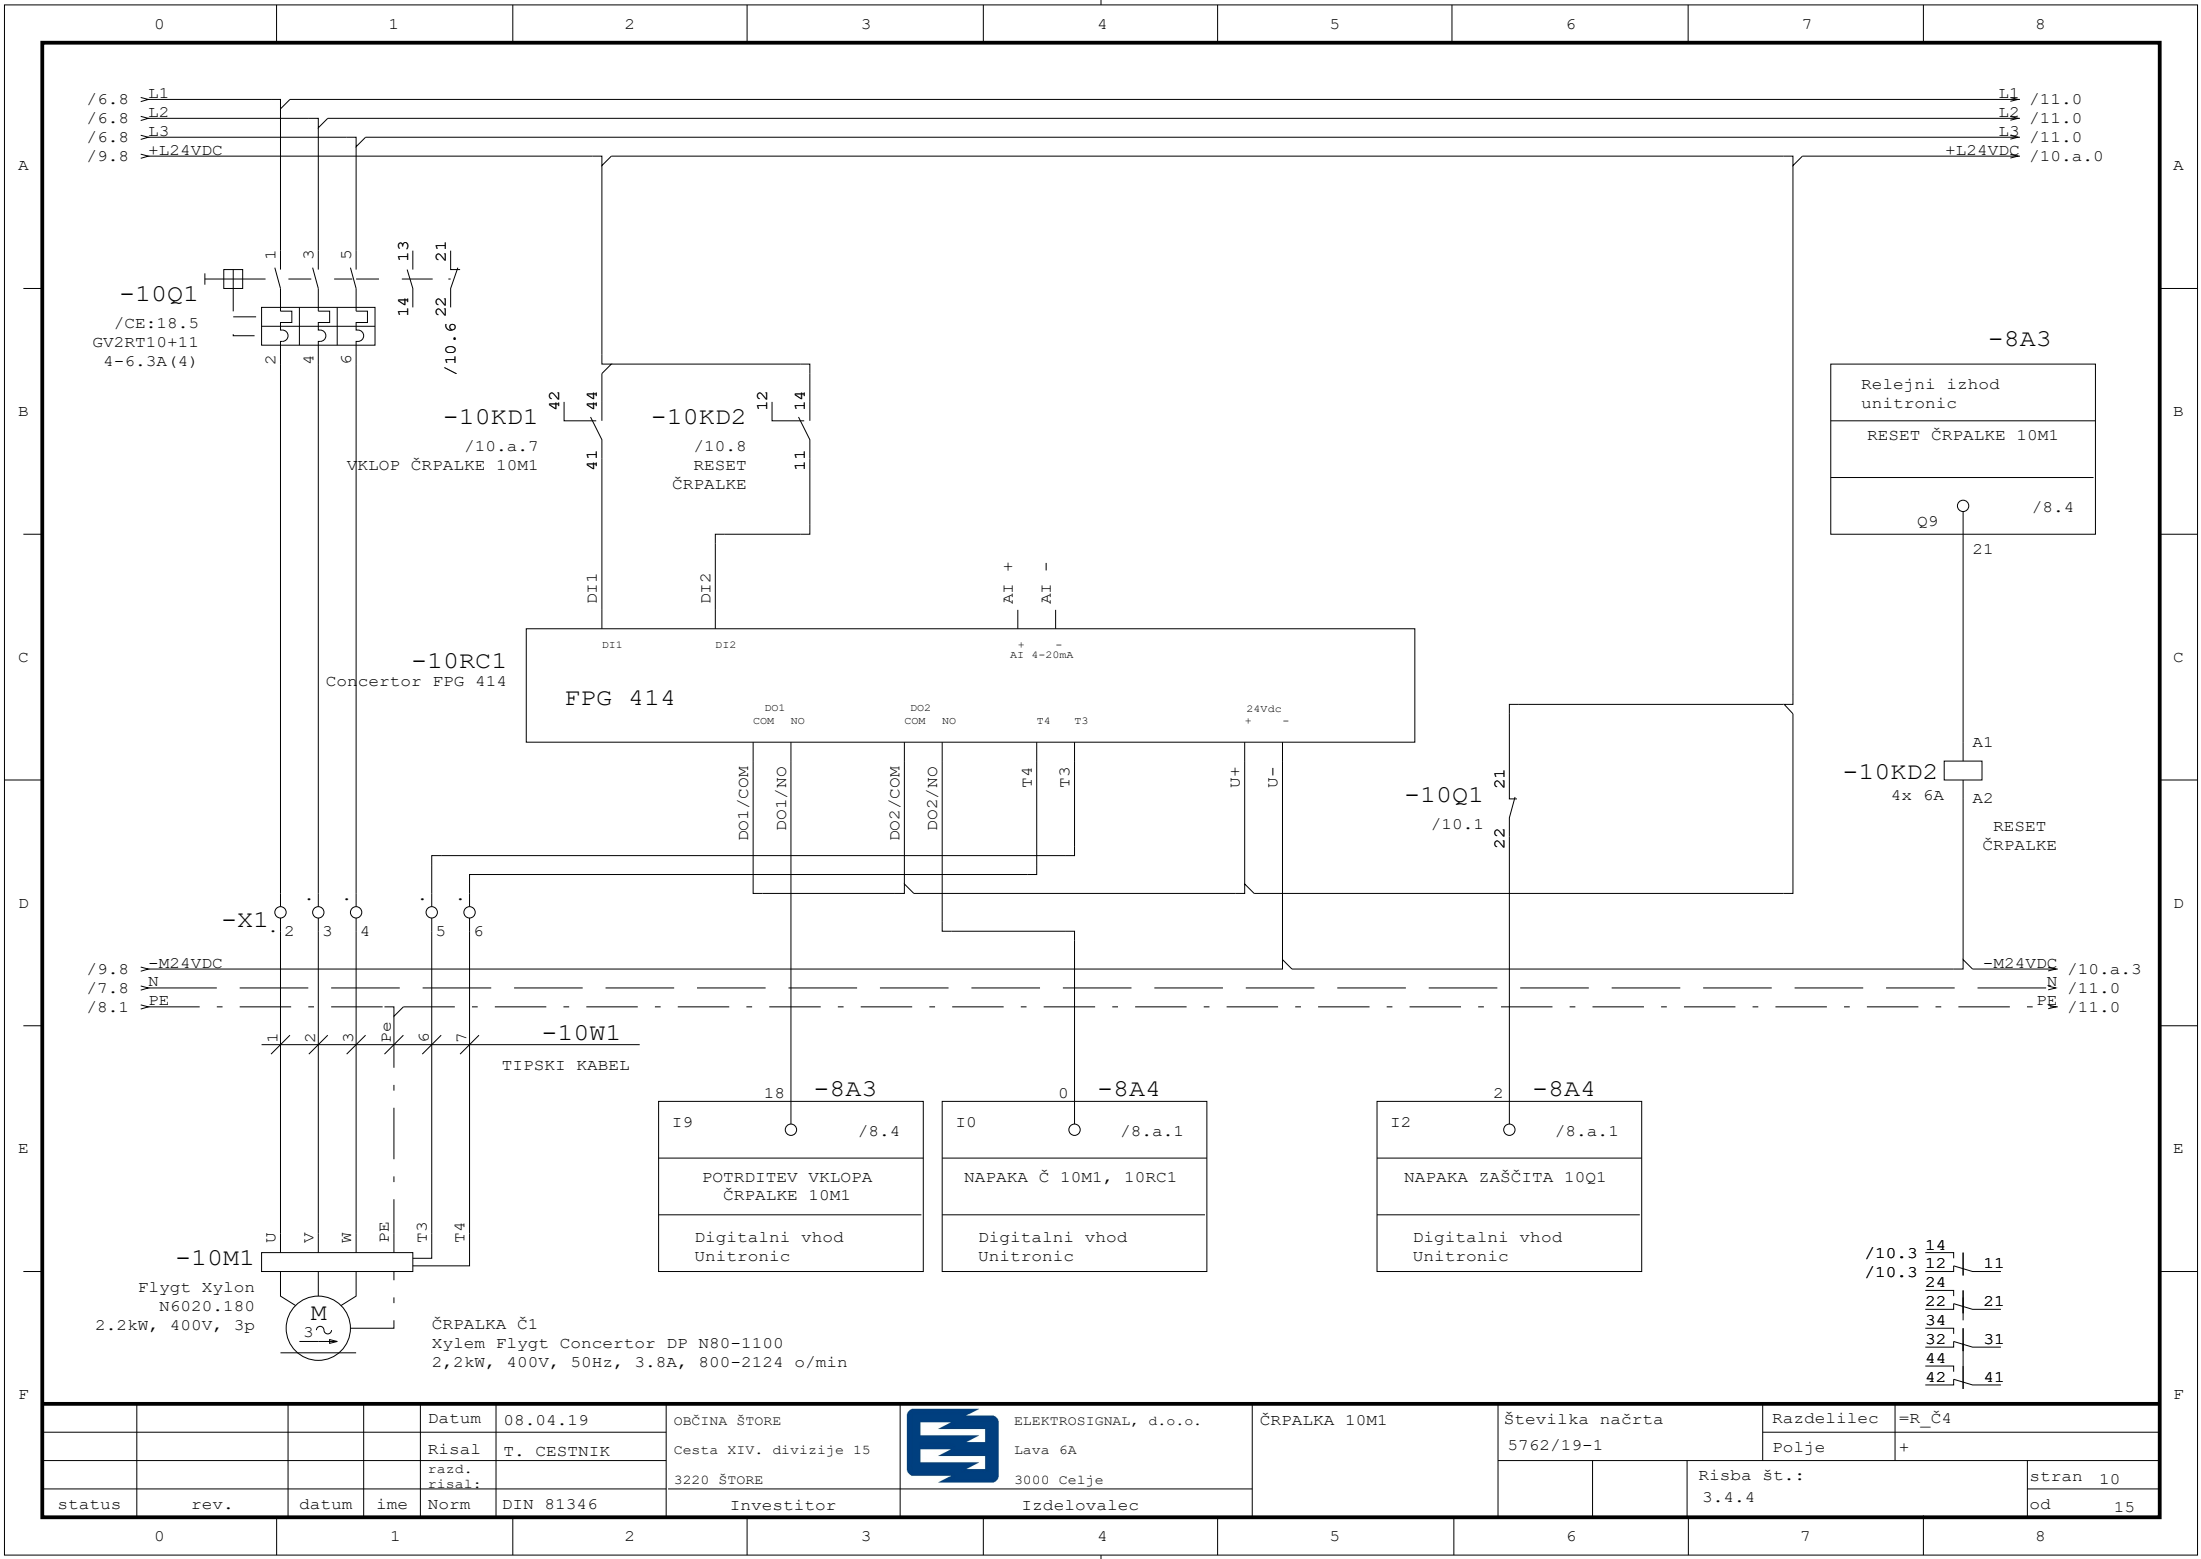 0 1 2 3 4 5 6 7 8
/6.8 L1 L1 /11.0
/6.8 L2 L2 /11.0
/6.8 L3 L3 /11.0
/9.8 +L24VDC +L24VDC /10.a.0
A A
1 3 5 13 21
14 22
-10Q1
/CE:18.5
GV2RT10+11
4-6.3A(4)
2 4 6
/10.6
-8A3
Relejni izhod
unitronic
RESET ČRPALKE 10M1
Q9 /8.4
21
B B
42 44
-10KD1
/10.a.7
VKLOP ČRPALKE 10M1
41
12 14
-10KD2
/10.8
RESET
ČRPALKE
11
DI1 DI2 AI + AI -
DI1 DI2 + -
AI 4-20mA
C C
-10RC1
Concertor FPG 414
FPG 414
DO1 DO2 24Vdc
COM NO COM NO T4 T3 + -
DO1/COM DO1/NO DO2/COM DO2/NO T4 T3 U+ U-
21
-10Q1
/10.1
22
A1
-10KD2
4x 6A A2
RESET
ČRPALKE
D D
-X1. 2 3 4 5 6
/9.8 -M24VDC -M24VDC /10.a.3
/7.8 N N /11.0
/8.1 PE PE /11.0
1 2 3 Pe 6 7
-10W1
TIPSKI KABEL
18 -8A3
I9 /8.4
POTRDITEV VKLOPA
ČRPALKE 10M1
Digitalni vhod
Unitronic
0 -8A4
I0 /8.a.1
NAPAKA Č 10M1, 10RC1
Digitalni vhod
Unitronic
2 -8A4
I2 /8.a.1
NAPAKA ZAŠČITA 10Q1
Digitalni vhod
Unitronic
E E
U V W PE T3 T4
-10M1
Flygt Xylon
N6020.180
2.2kW, 400V, 3p
M
3
ČRPALKA Č1
Xylem Flygt Concertor DP N80-1100
2,2kW, 400V, 50Hz, 3.8A, 800-2124 o/min
/10.3 14
/10.3 12 11
24
22 21
34
32 31
44
42 41
F F
Datum 08.04.19
Risal T. CESTNIK
razd.
risal:
status rev. datum ime Norm DIN 81346
OBČINA ŠTORE
Cesta XIV. divizije 15
3220 ŠTORE
Investitor
ELEKTROSIGNAL, d.o.o.
Lava 6A
3000 Celje
Izdelovalec
ČRPALKA 10M1
Številka načrta
5762/19-1
Razdelilec =R_Č4
Polje +
Risba št.:
3.4.4
stran 10
od 15
0 1 2 3 4 5 6 7 8